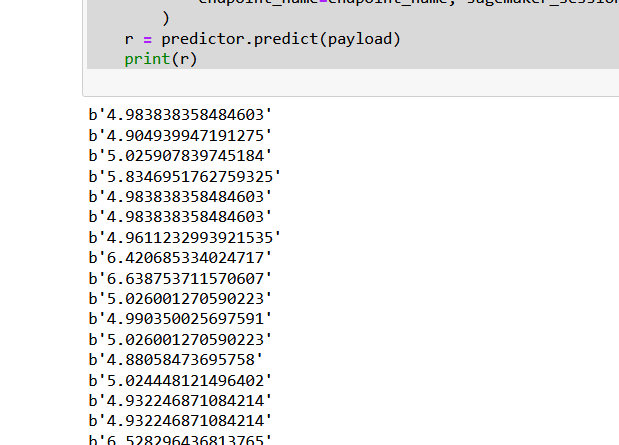 endpoint_name=endpoint_name, sagemaker_session
)
r = predictor.predict(payload)
print(r)
b'4.983838358484603'
b'4.904939947191275'
b'5.025907839745184'
b'5.8346951762759325'
b'4.983838358484603'
b'4.983838358484603'
b'4.9611232993921535'
b'6.420685334024717'
b'6.638753711570607'
b'5.026001270590223'
b'4.990350025697591'
b'5.026001270590223'
b'4.88058473695758'
b'5.024448121496402'
b'4.932246871084214'
b'4.932246871084214'
b'6.528296436813765'